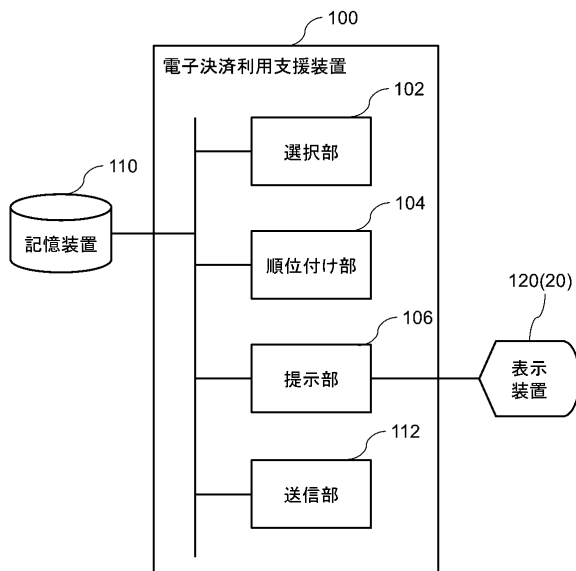 100
電子決済利用支援装置
102
選択部
110
記憶装置
104
順位付け部
106
提示部
120(20)
表示
装置
112
送信部